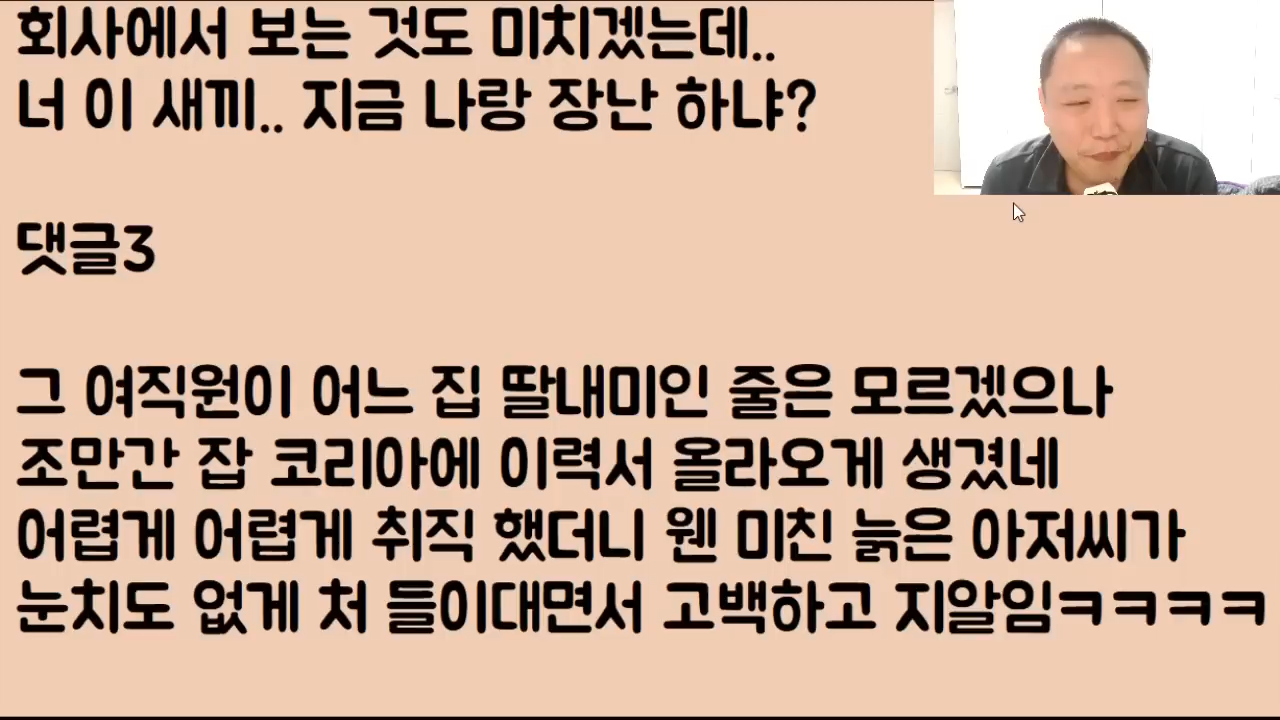 회사에서 보는 것도 미치겠는데..
너 이 새끼.. 지금 나랑 장난 하냐?
댓글3
그 여직원이 어느 집 딸내미인 줄은 모르겠으나
조만간 잡 코리아에 이력서 올라오게 생겼네
어렵게 어렵게 취직 했더니 웬 미친 늙은 아저씨가
눈치도 없게 처 들이대면서 고백하고 지알임ㅋㅋㅋㅋ